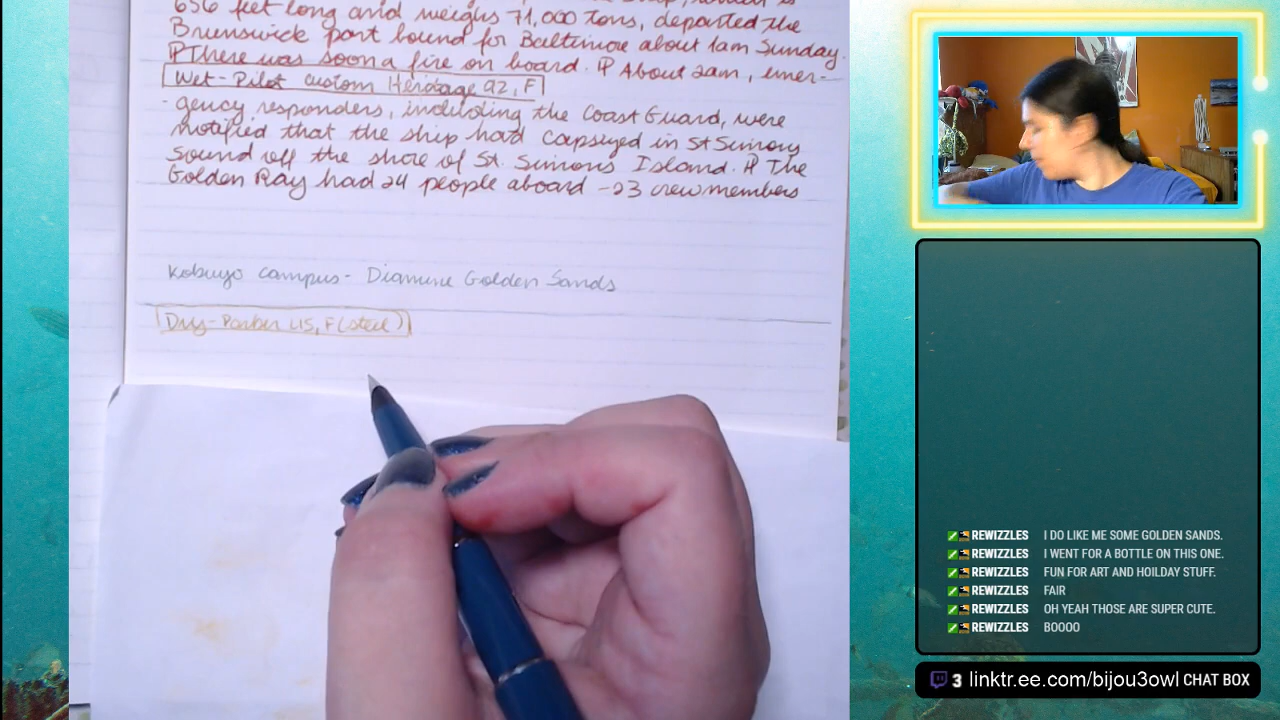 656 feet long and weighs 71,000 tons, departed the
Brunswick port bound for Baltimore about 1am Sunday.
¶ There was soon a fire on board. ¶ About 2am, emer-
Wet-Pilot Custom Heritage 92, F
gency responders, including the Coast Guard, were
notified that the ship had capsyed in St Simons
Sound off the shore of St. Simons Island. ¶ The
Golden Ray had 24 people aboard - 23 crewmembers
Kobuyo campus - Diamine Golden Sands
Dry-Parker 45, F (steel)
REWIZZLES I DO LIKE ME SOME GOLDEN SANDS.
REWIZZLES I WENT FOR A BOTTLE ON THIS ONE.
REWIZZLES FUN FOR ART AND HOILDAY STUFF.
REWIZZLES FAIR
REWIZZLES OH YEAH THOSE ARE SUPER CUTE.
REWIZZLES BOOOO
3 linktr.ee.com/bijou3owl CHAT BOX